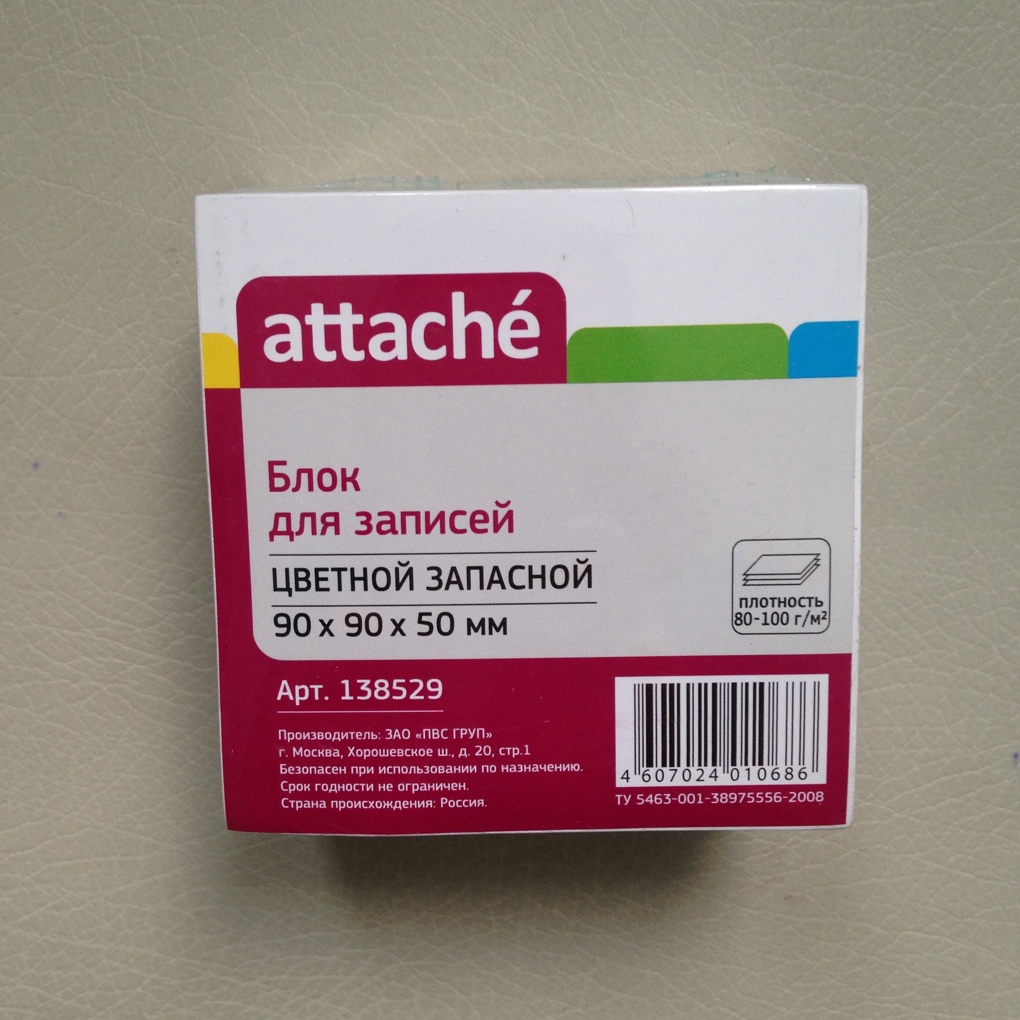 attaché
Блок
для записей
ЦВЕТНОЙ ЗАПАСНОЙ
90 х 90 х 50 мм
ПЛОТНОСТЬ
80-100 г/м²
Арт. 138529
Производитель: ЗАО «ПВС ГРУП»
г. Москва, Хорошевское ш., д. 20, стр.1
Безопасен при использовании по назначению.
Срок годности не ограничен.
Страна происхождения: Россия.
4 607024 010686
ТУ 5463-001-38975556-2008